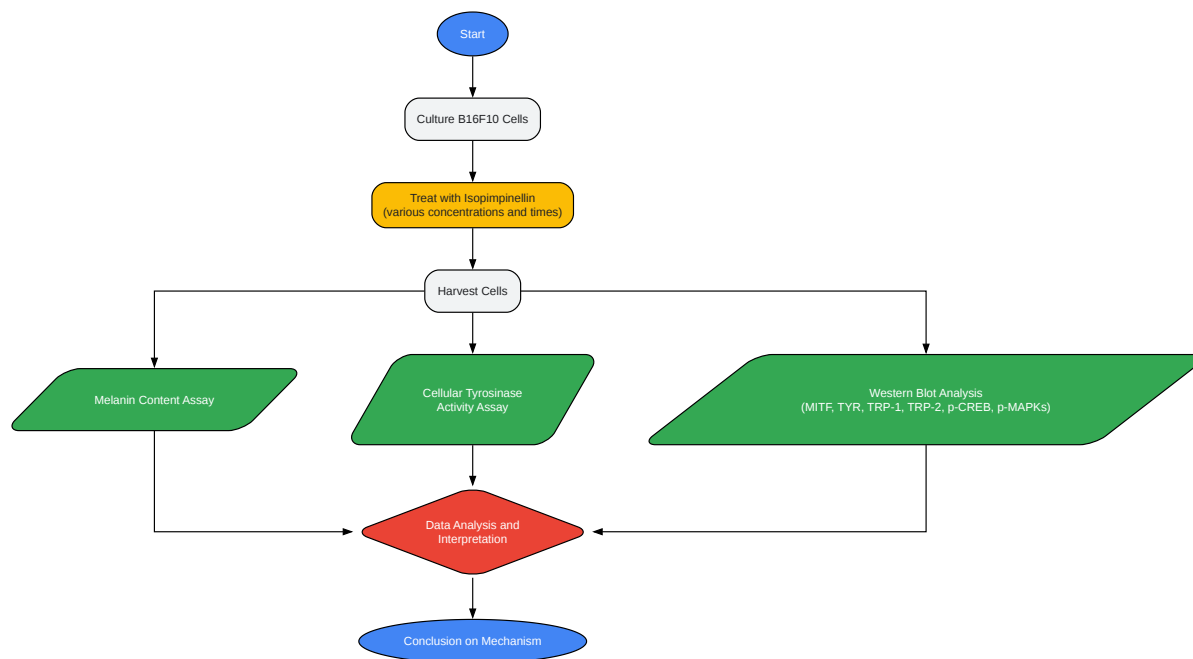 Start
Culture B16F10 Cells
Treat with Isopimpinellin
(various concentrations and times)
Harvest Cells
Melanin Content Assay
Cellular Tyrosinase
Activity Assay
Western Blot Analysis
(MITF, TYR, TRP-1, TRP-2, p-CREB, p-MAPKs)
Data Analysis and
Interpretation
Conclusion on Mechanism